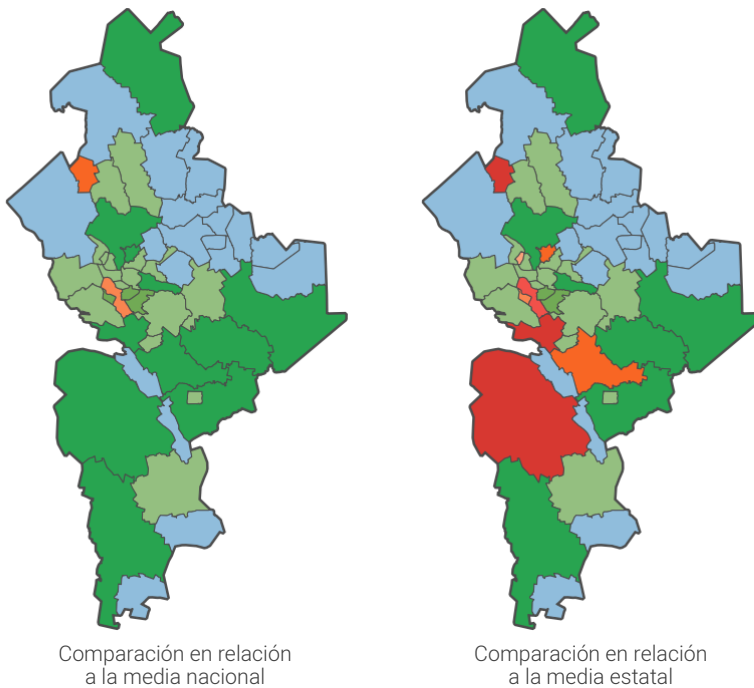 Comparación en relación
a la media nacional
Comparación en relación
a la media estatal